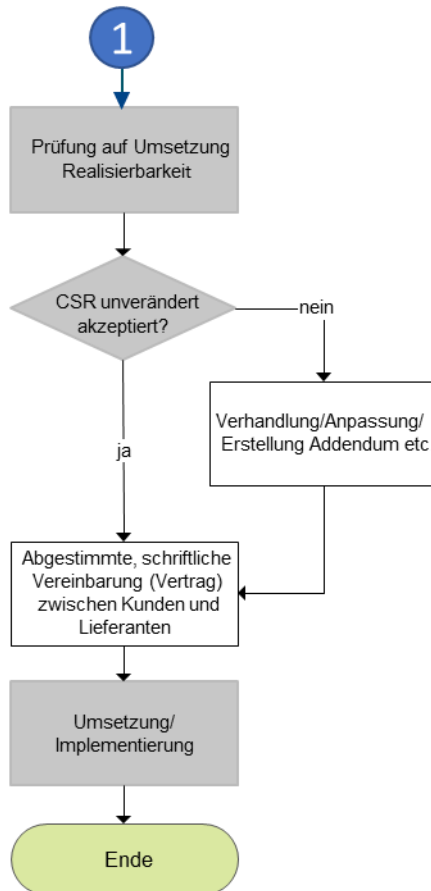 1
Prüfung auf Umsetzung
Realisierbarkeit
CSR unverändert
akzeptiert?
nein
Verhandlung/Anpassung/
Erstellung Addendum etc
ja
Abgestimmte, schriftliche
Vereinbarung (Vertrag)
zwischen Kunden und
Lieferanten
Umsetzung/
Implementierung
Ende